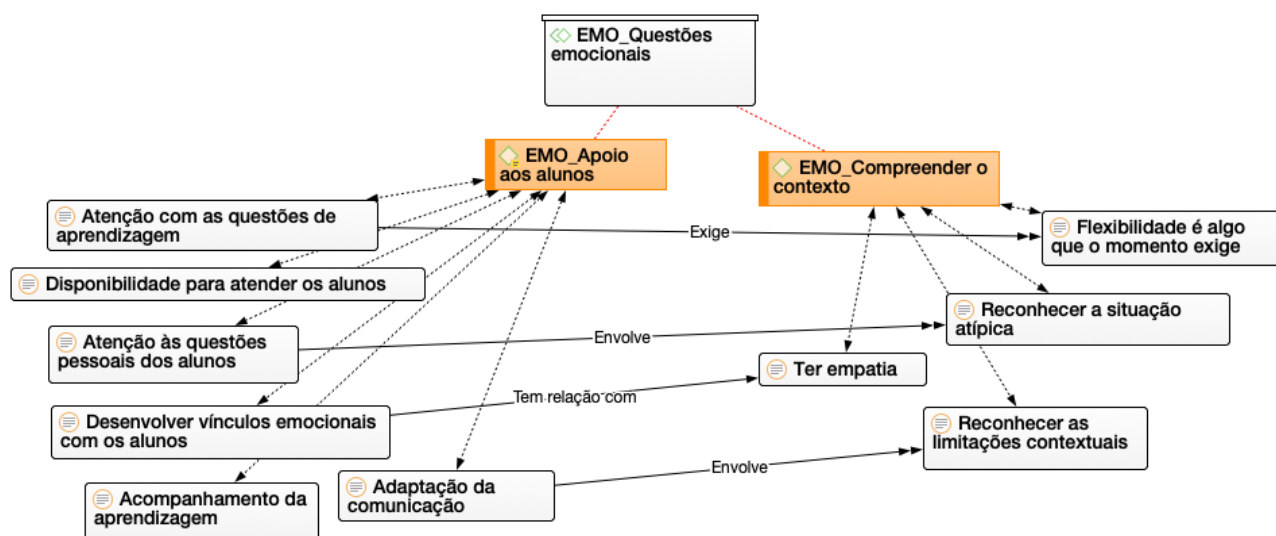 EMO_Questões
emocionais
EMO_Apoio
aos alunos
EMO_Compreender o
contexto
Atenção com as questões de
aprendizagem
Exige
Flexibilidade é algo
que o momento exige
Disponibilidade para atender os alunos
Reconhecer a situação
atípica
Atenção às questões
pessoais dos alunos
Envolve
Ter empatia
Tem relação com
Desenvolver vínculos emocionais
com os alunos
Reconhecer as
limitações contextuais
Envolve
Adaptação da
comunicação
Acompanhamento da
aprendizagem